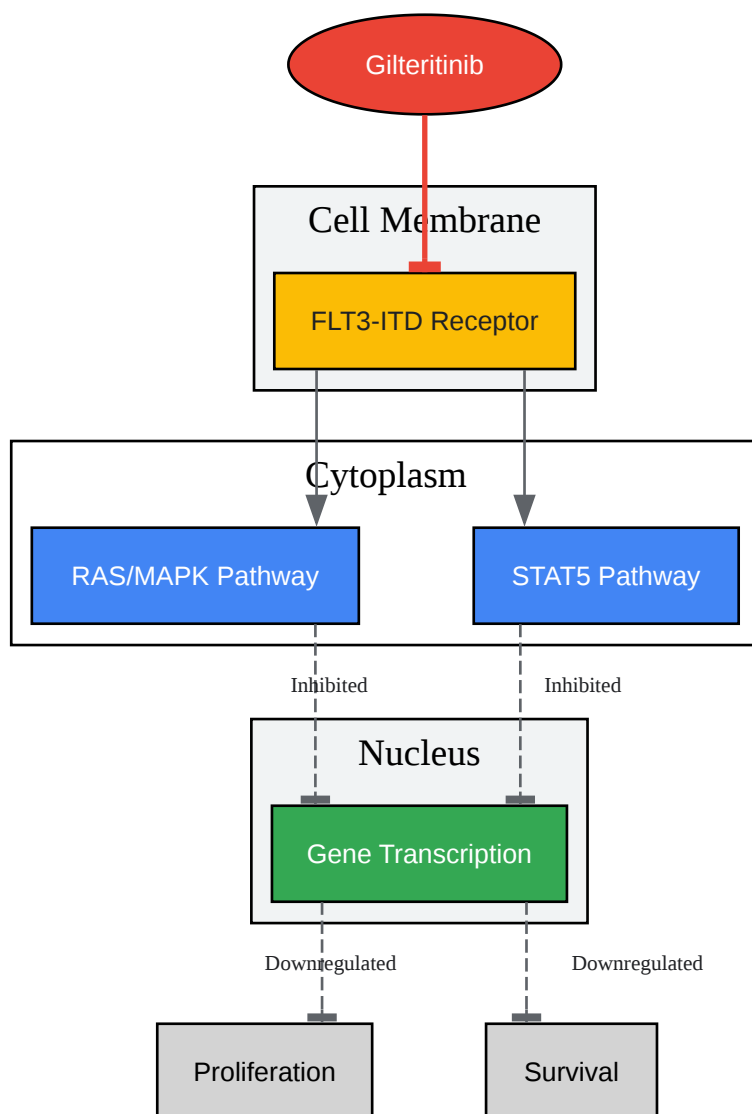 Gilteritinib
Cell Membrane
FLT3-ITD Receptor
Cytoplasm
RAS/MAPK Pathway
STAT5 Pathway
Inhibited
Inhibited
Nucleus
Gene Transcription
Downregulated
Downregulated
Proliferation
Survival